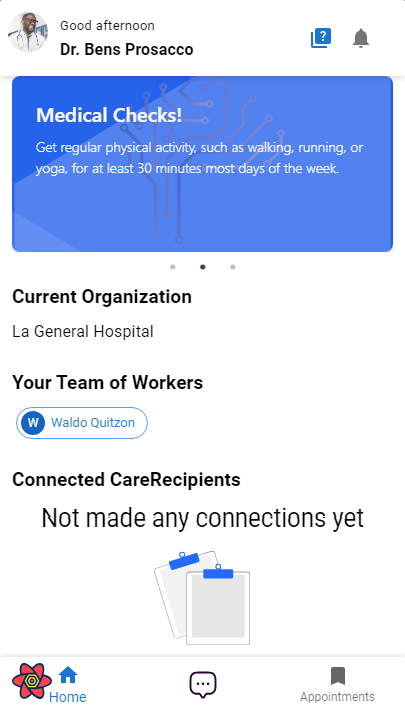 Good afternoon
Dr. Bens Prosacco
?
Medical Checks!
Get regular physical activity, such as walking, running, or
yoga, for at least 30 minutes most days of the week.
Current Organization
La General Hospital
Your Team of Workers
W Waldo Quitzon
Connected CareRecipients
Not made any connections yet
Home
Appointments